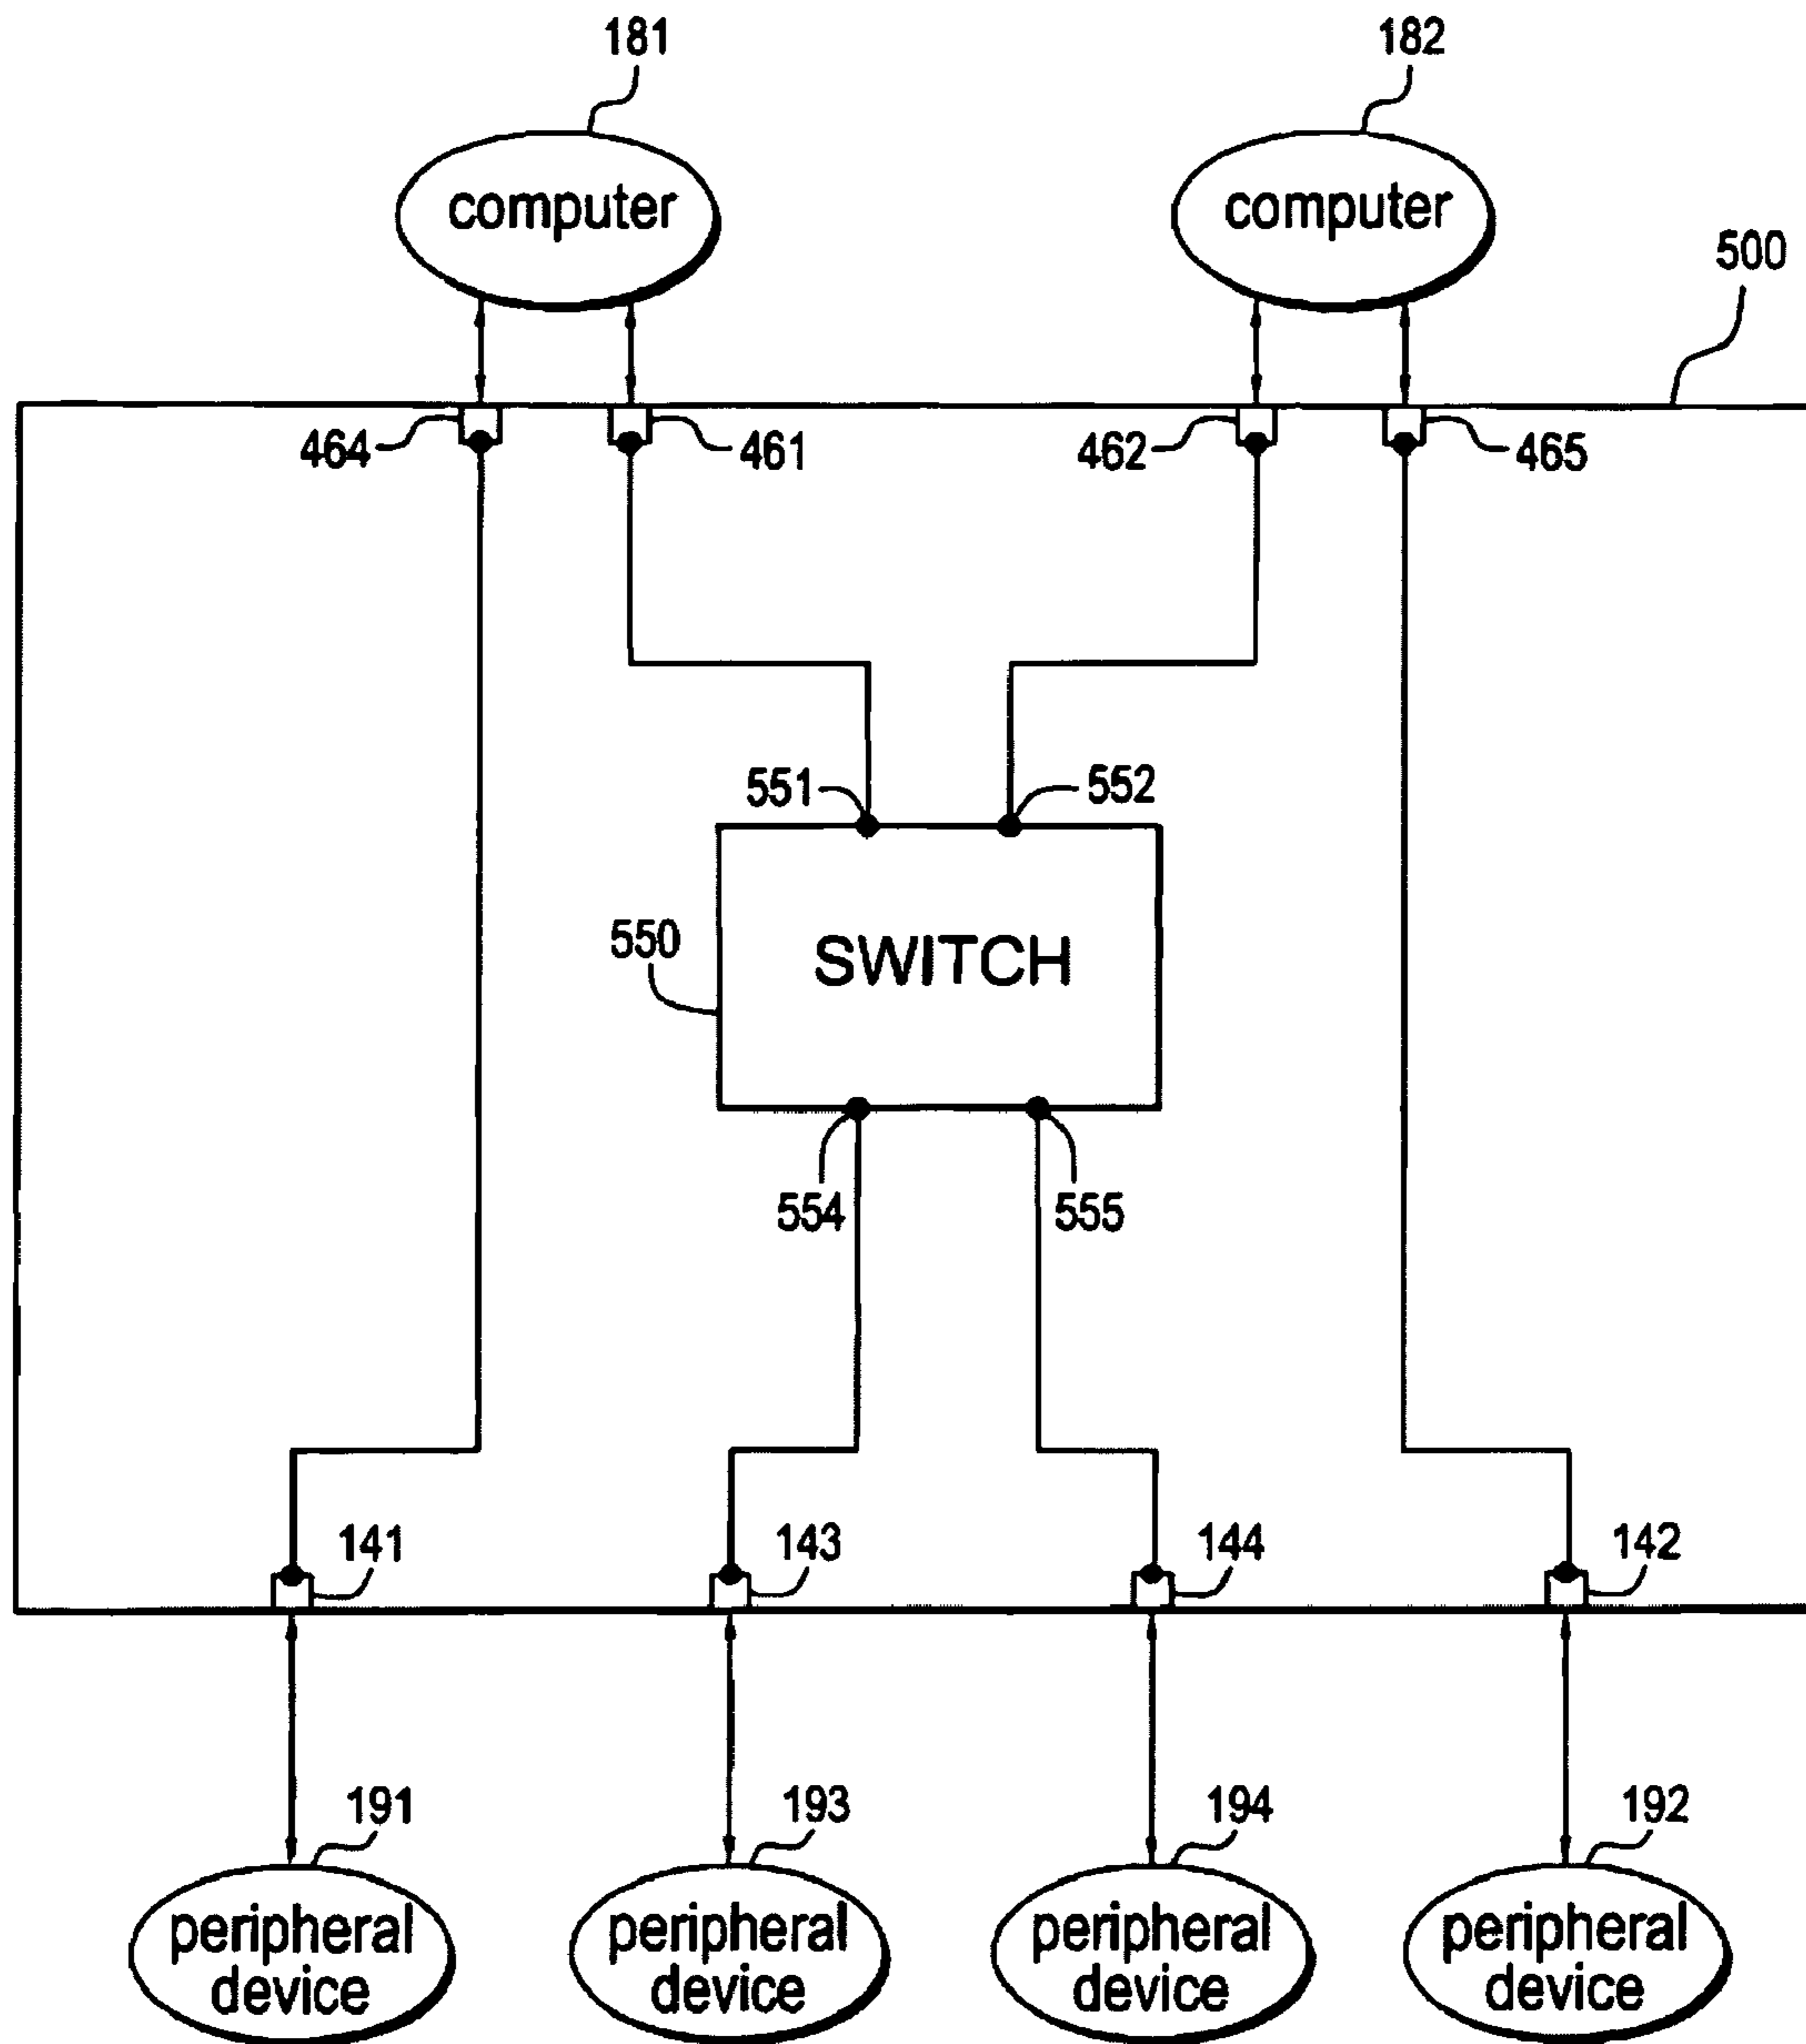 181
182
computer
computer
500
464
461
462
465
551
552
550
SWITCH
554
555
141
143
144
142
191
193
194
192
peripheral
device
peripheral
device
peripheral
device
peripheral
device